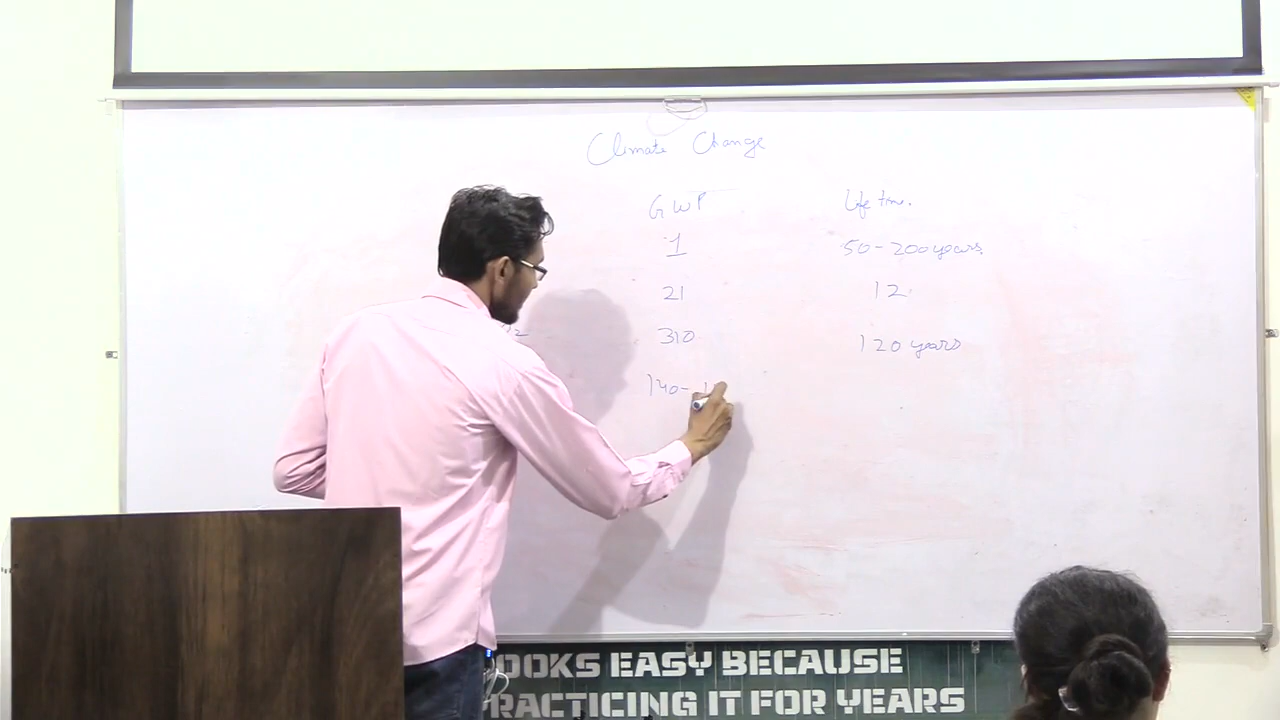 Climate Change
GWP Life time.
1 50-200 years.
21 12
310 120 years
140-
OOKS EASY BECAUSE
RACTICING IT FOR YEARS